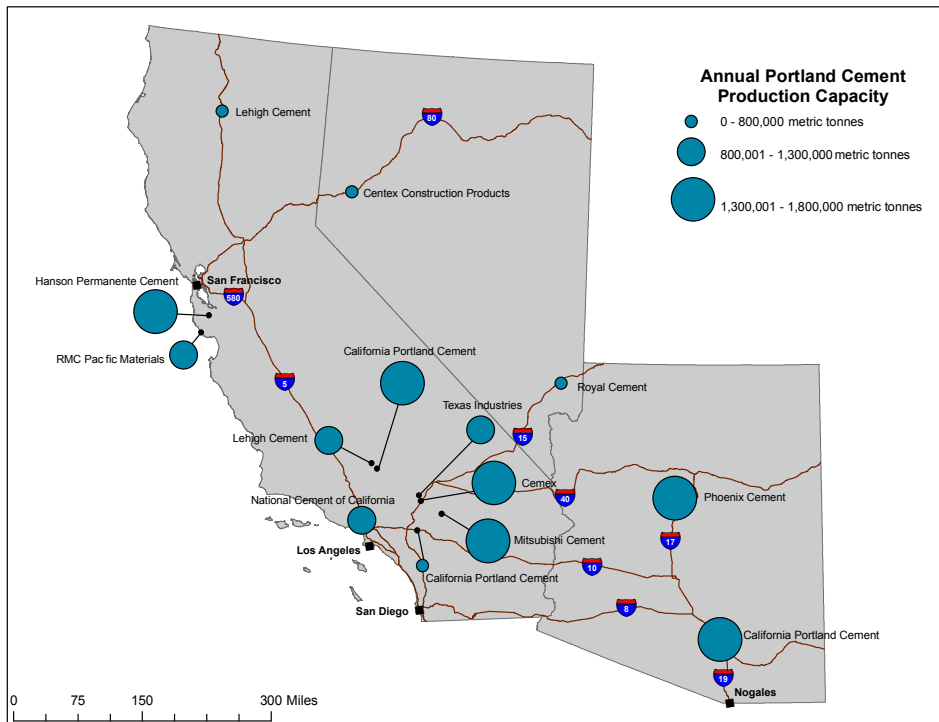 Annual Portland Cement
Production Capacity
0 - 800,000 metric tonnes
800,001 - 1,300,000 metric tonnes
1,300,001 - 1,800,000 metric tonnes
Lehigh Cement
80
Centex Construction Products
Hanson Permanente Cement
San Francisco
580
RMC Pac fic Materials
California Portland Cement
5
Royal Cement
Texas Industries
15
Lehigh Cement
Cemex
40
Phoenix Cement
National Cement of California
Mitsubishi Cement
17
Los Angeles
10
California Portland Cement
San Diego
8
California Portland Cement
19
Nogales
0 75 150 300 Miles